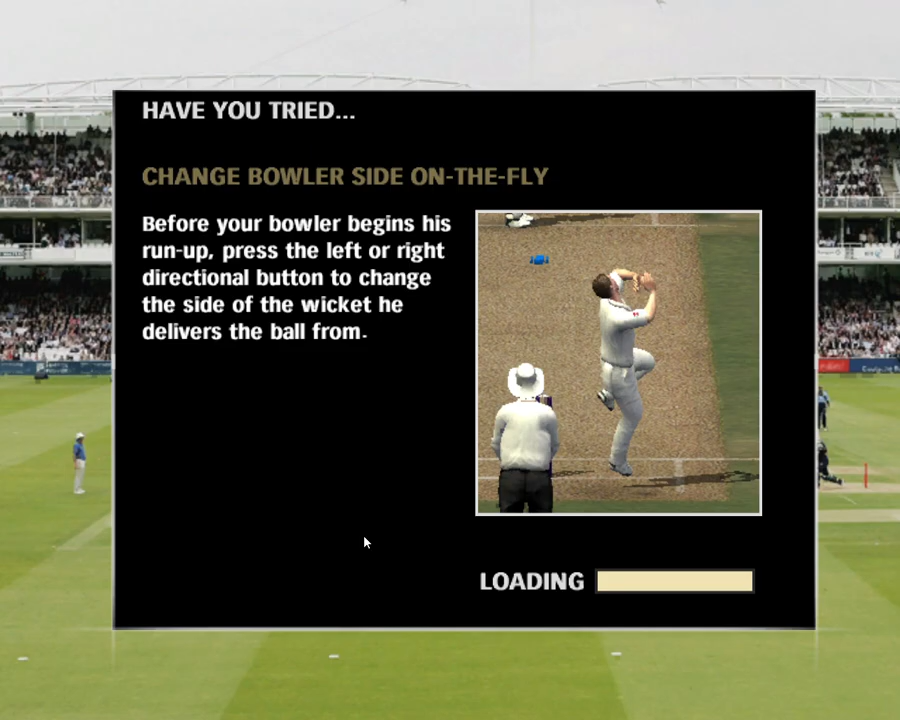 HAVE YOU TRIED...
CHANGE BOWLER SIDE ON-THE-FLY
Before your bowler begins his
run-up, press the left or right
directional button to change
the side of the wicket he
delivers the ball from.
LOADING